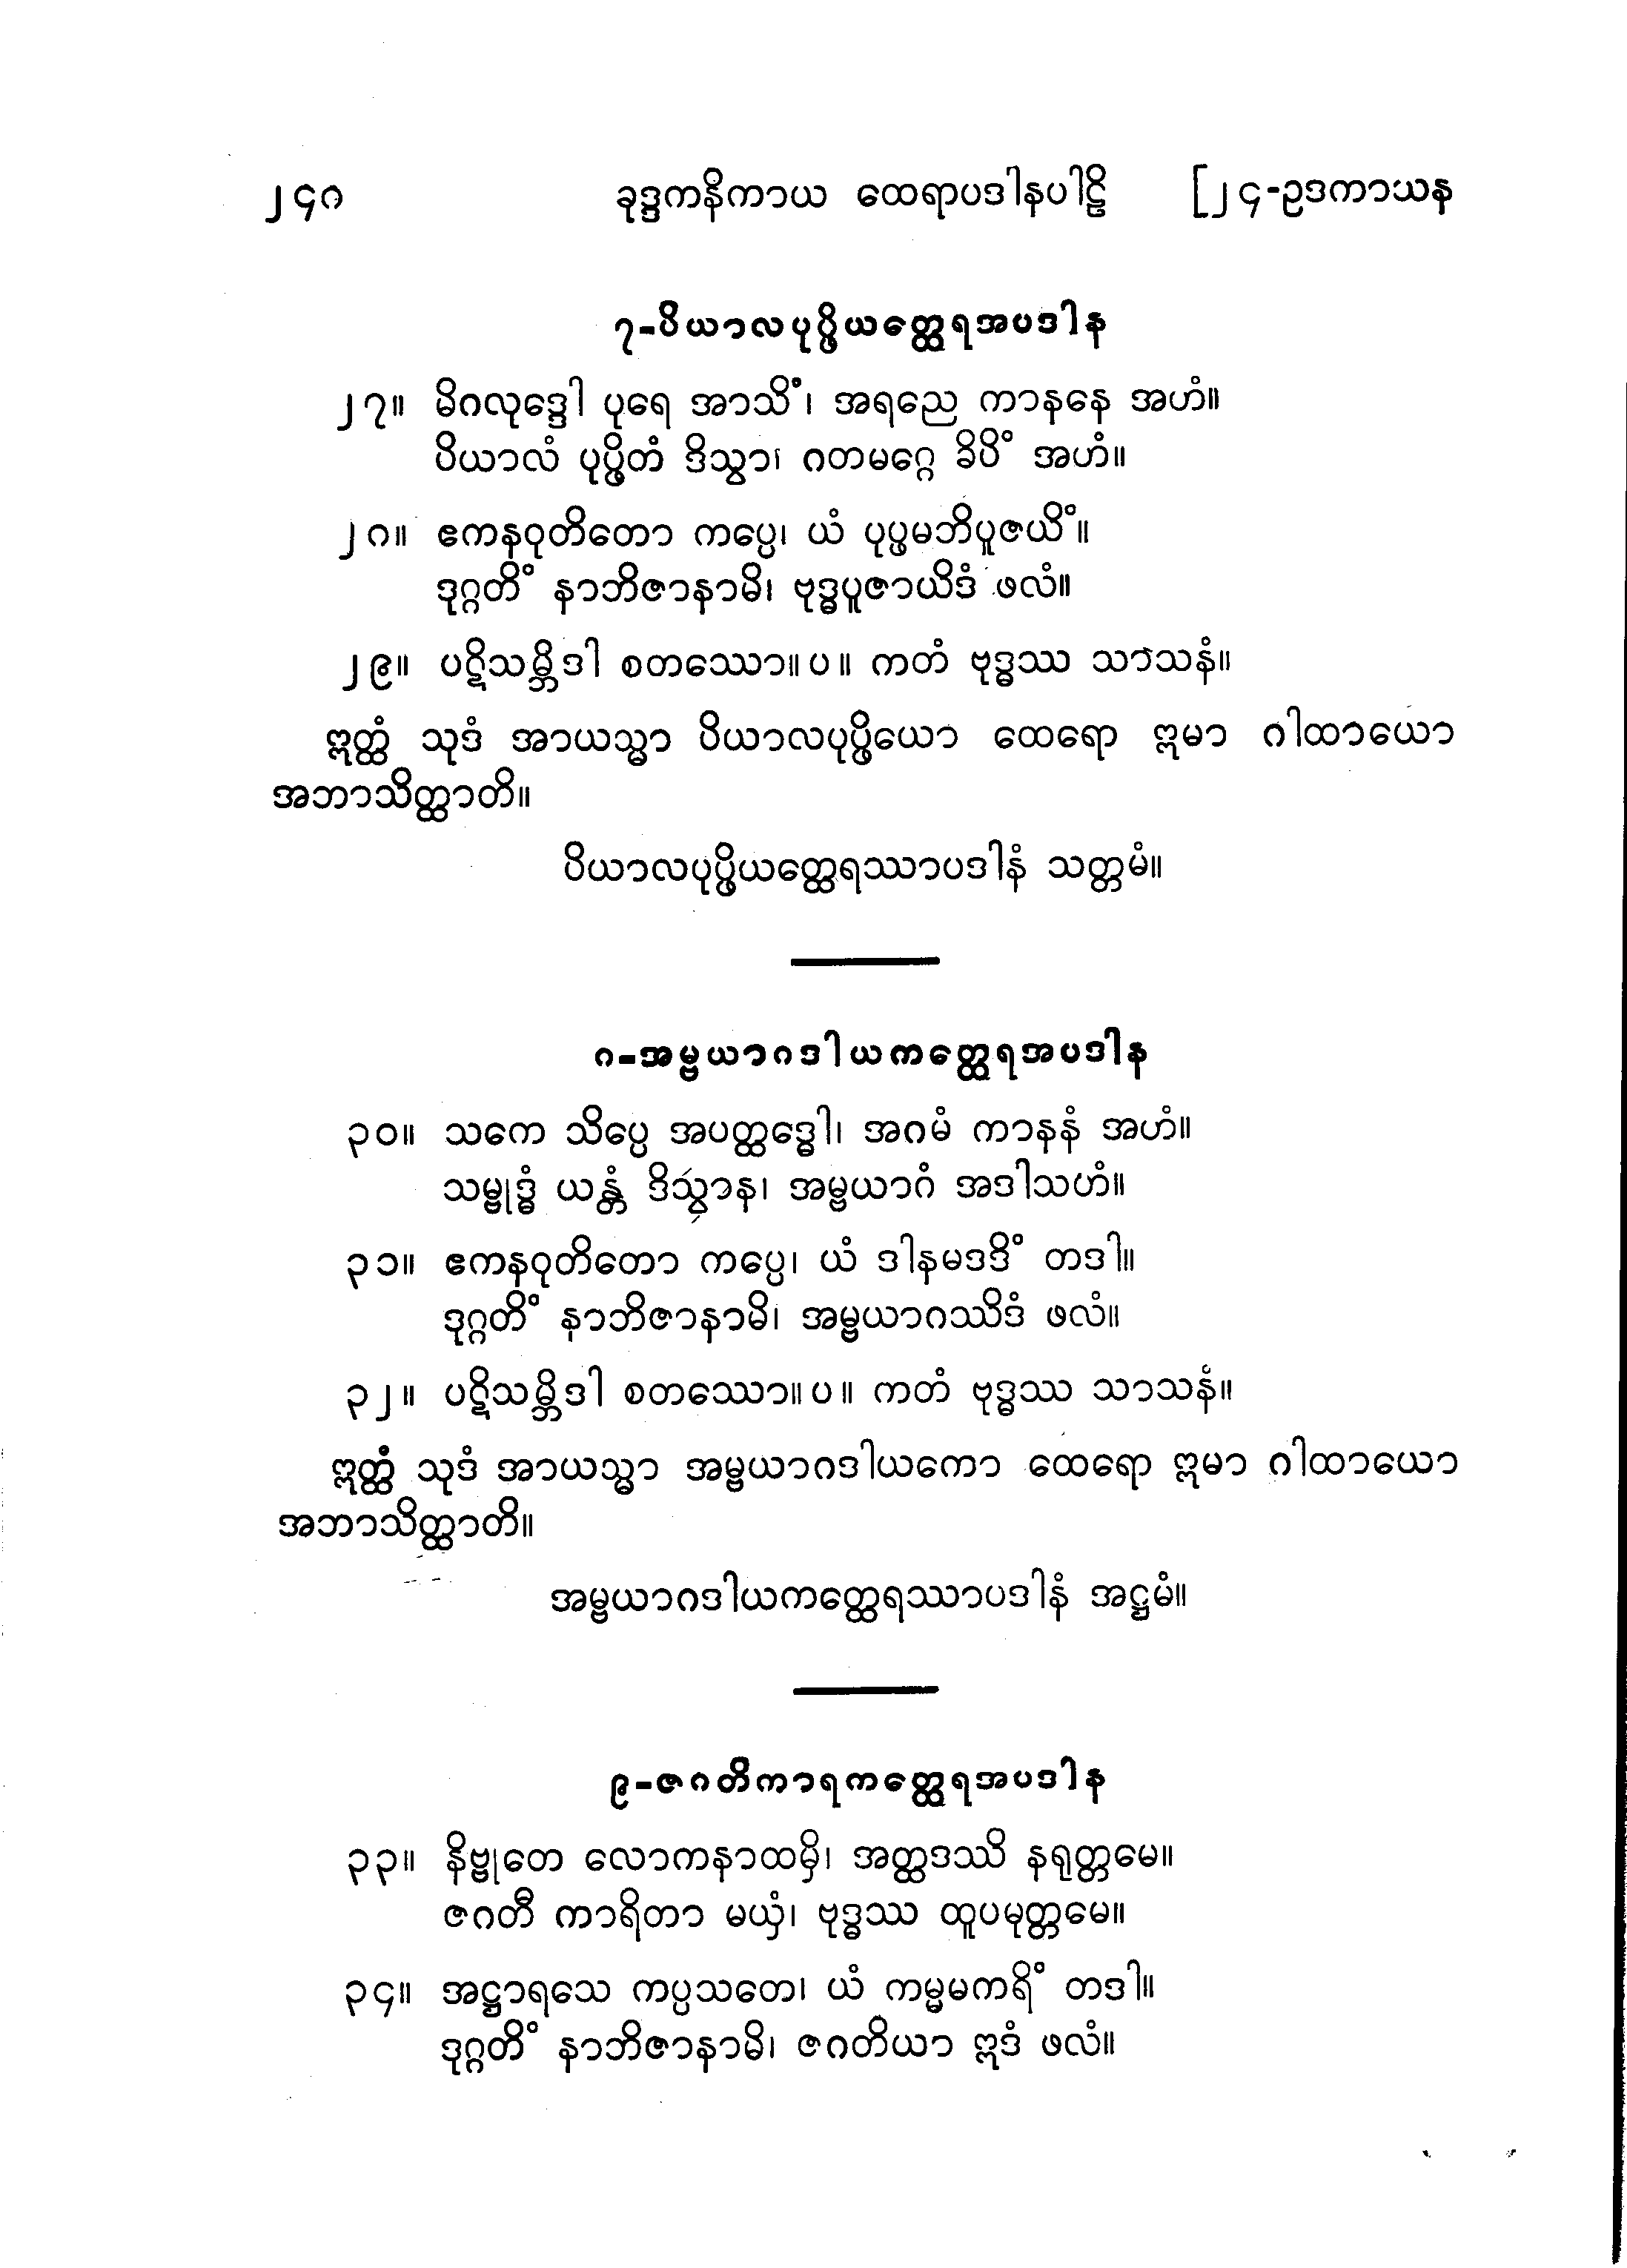 ၂၄၈ ခုဒ္ဒကနိကာယ ထေရာပဒါနပါဠိ [၂၄-ဥဒကာသန
၇-ပိယာလပုပ္ဖိယတ္ထေရအပဒါန
၂၇။ မိဂလုဒ္ဒေါ ပုရေ အာသိံ၊ အရညေ ကာနနေ အဟံ။
ပိယာလံ ပုပ္ဖိတံ ဒိသွာ၊ ဂတမဂ္ဂေ ခိပိံ အဟံ။
၂၈။ ဧကနဝုတိတော ကပ္ပေ၊ ယံ ပုပ္ဖမဘိပူဇယိံ။
ဒုဂ္ဂတိံ နာဘိဇာနာမိ၊ ဗုဒ္ဓပူဇာယိဒံ ဖလံ။
၂၉။ ပဋိသမ္ဘိဒါ စတဿော။ပ။ ကတံ ဗုဒ္ဓဿ သာသနံ။
ဣတ္ထံ သုဒံ အာယသ္မာ ပိယာလပုပ္ဖိယော ထေရော ဣမာ ဂါထာယော
အဘာသိတ္ထာတိ။
ပိယာလပုပ္ဖိယတ္ထေရဿာပဒါနံ သတ္တမံ။
၈-အမ္ဗယာဂဒါယကတ္ထေရအပဒါန
၃၀။ သကေ သိပ္ပေ အပတ္ထဒ္ဓေါ၊ အဂမံ ကာနနံ အဟံ။
သမ္ဗုဒ္ဓံ ယန္တံ ဒိသွာန၊ အမ္ဗယာဂံ အဒါသဟံ။
၃၁။ ဧကနဝုတိတော ကပ္ပေ၊ ယံ ဒါနမဒဒိံ တဒါ။
ဒုဂ္ဂတိံ နာဘိဇာနာမိ၊ အမ္ဗယာဂဿိဒံ ဖလံ။
၃၂။ ပဋိသမ္ဘိဒါ စတဿော။ပ။ ကတံ ဗုဒ္ဓဿ သာသနံ။
ဣတ္ထံ သုဒံ အာယသ္မာ အမ္ဗယာဂဒါယကော ထေရော ဣမာ ဂါထာယော
အဘာသိတ္ထာတိ။
အမ္ဗယာဂဒါယကတ္ထေရဿာပဒါနံ အဋ္ဌမံ။
၉-ဇဂတိကာရကတ္ထေရအပဒါန
၃၃။ နိဗ္ဗုတေ လောကနာထမှိ၊ အတ္ထဒဿိ နရုတ္တမေ။
ဇဂတီ ကာရိတာ မယှံ၊ ဗုဒ္ဓဿ ထူပမုတ္တမေ။
၃၄။ အဋ္ဌာရသေ ကပ္ပသတေ၊ ယံ ကမ္မမကရိံ တဒါ။
ဒုဂ္ဂတိံ နာဘိဇာနာမိ၊ ဇဂတိယာ ဣဒံ ဖလံ။